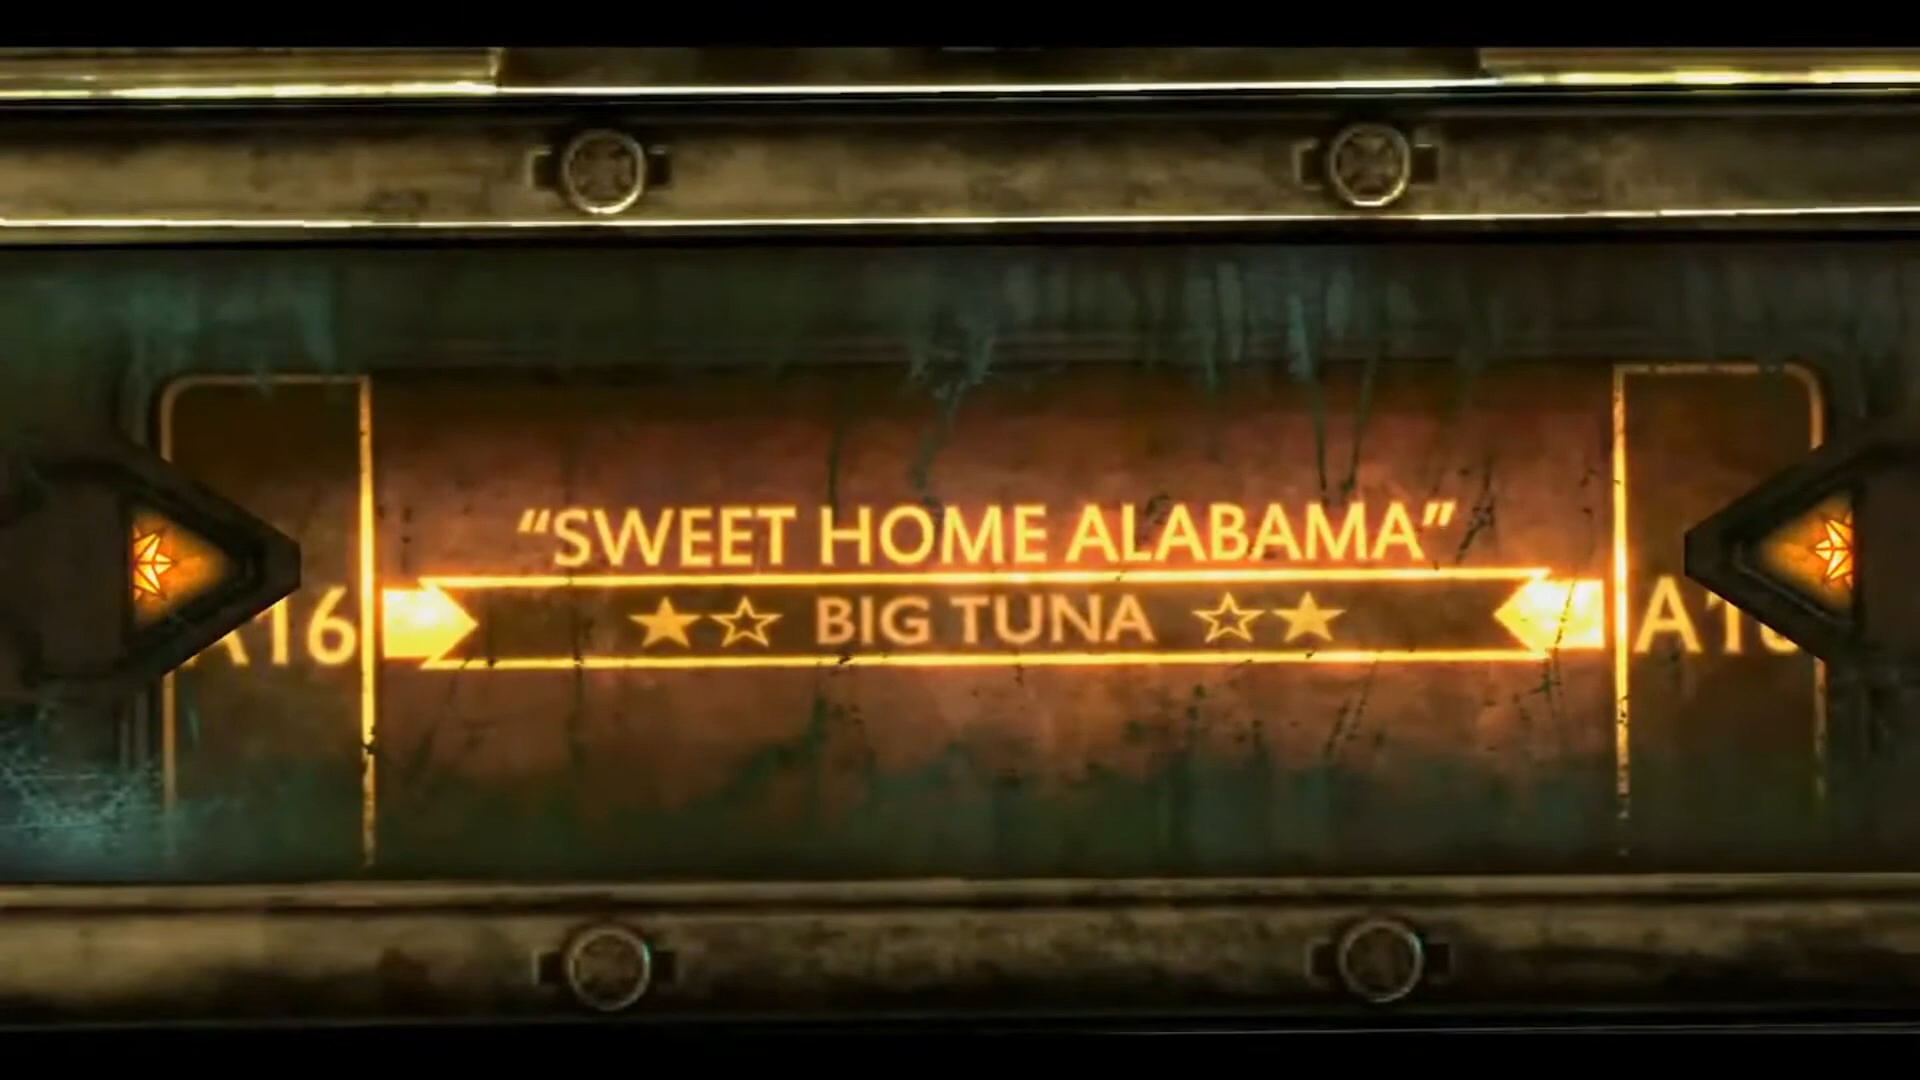 "SWEET HOME ALABAMA"
A16 ★☆ BIG TUNA ☆★